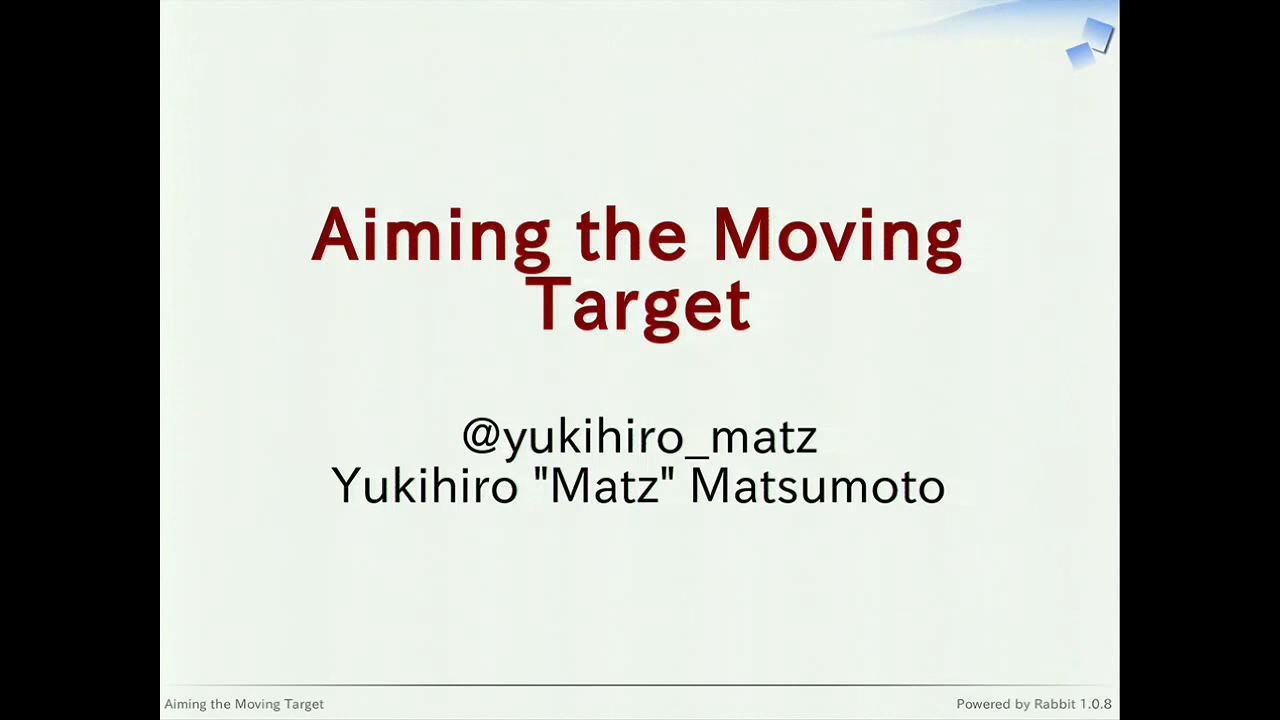 Aiming the Moving
Target
@yukihiro_matz
Yukihiro "Matz" Matsumoto
Aiming the Moving Target
Powered by Rabbit 1.0.8